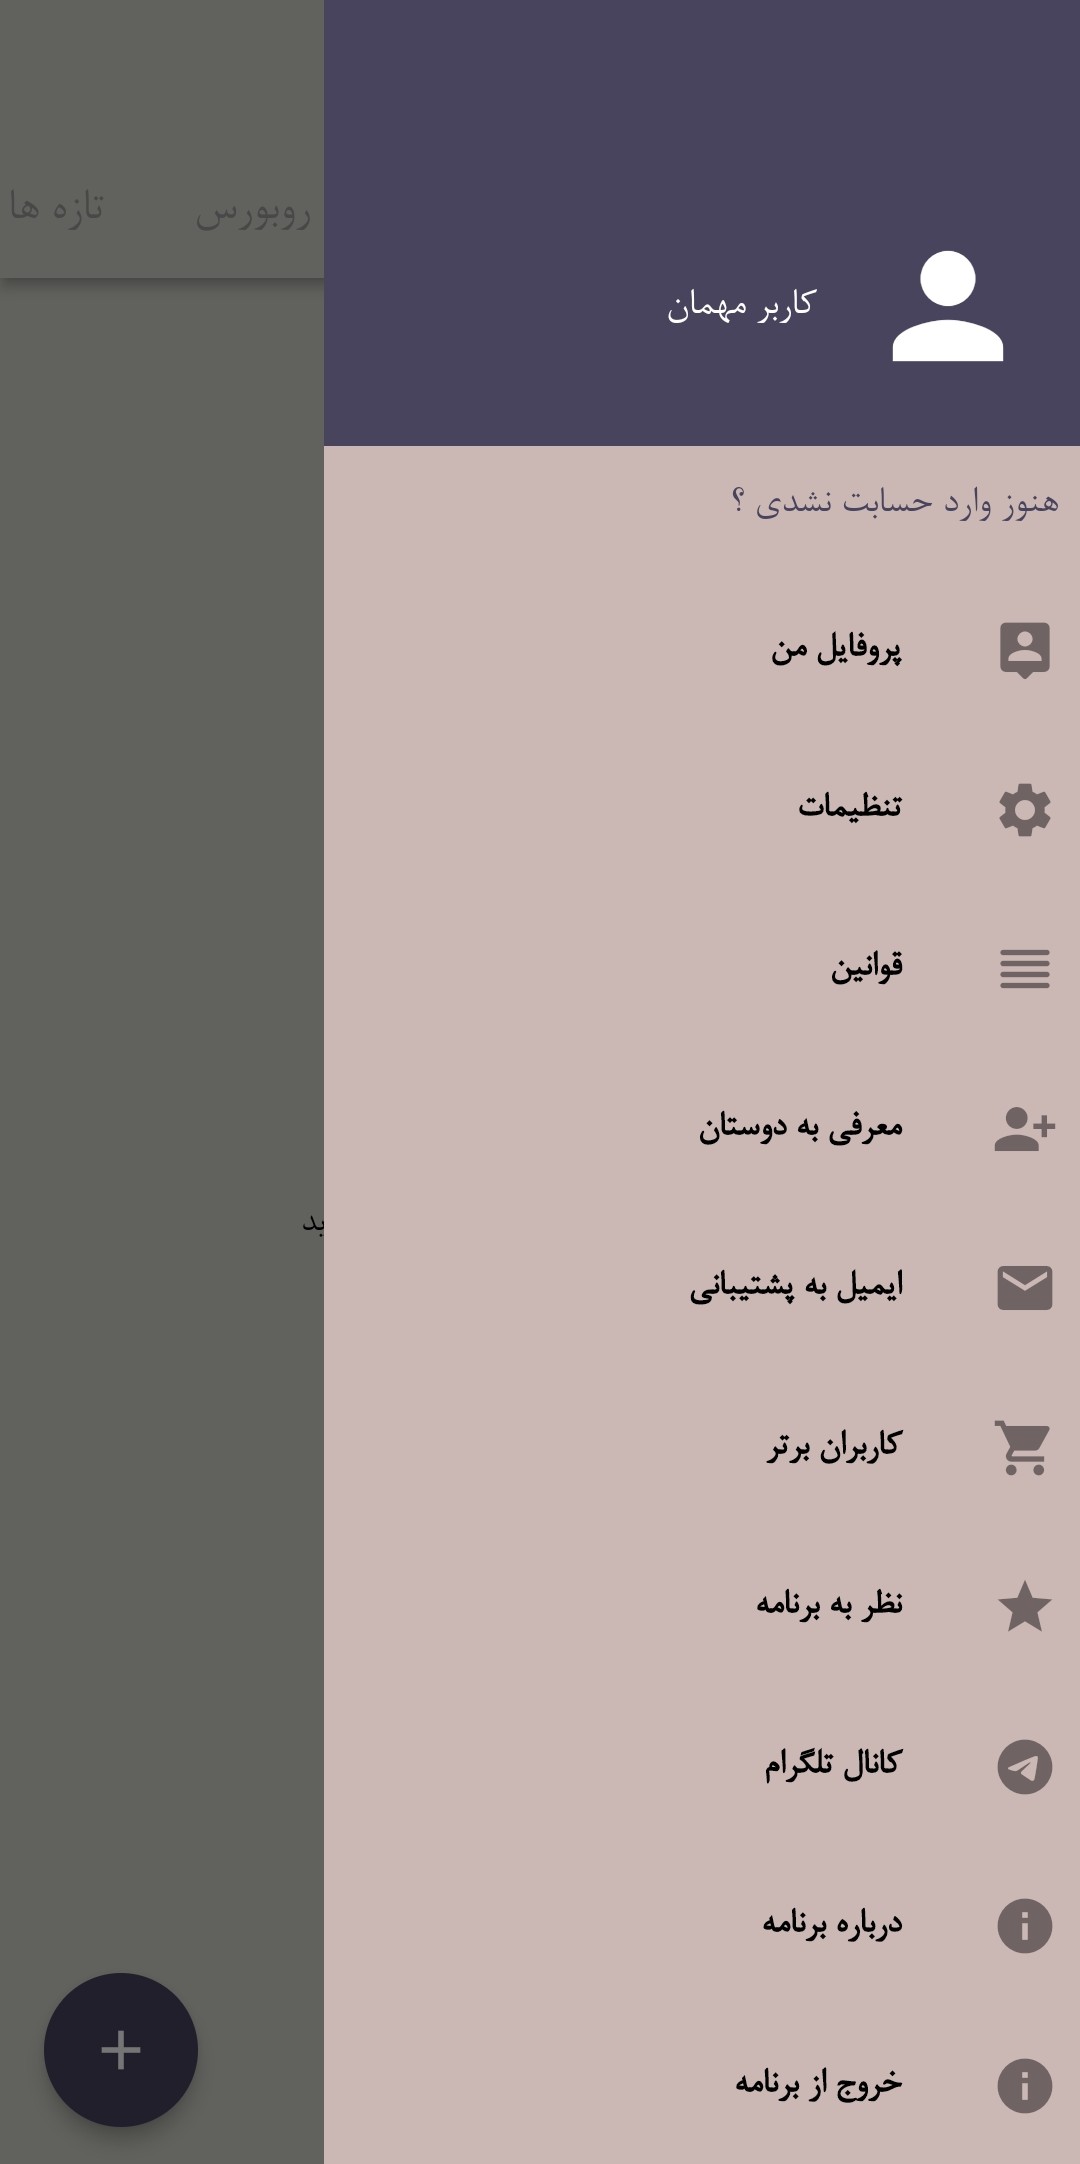 روبورس
تازه ها
کاربر مهمان
هنوز وارد حسابت نشدی ؟
پروفایل من
تنظیمات
قوانین
معرفی به دوستان
ایمیل به پشتیبانی
کاربران برتر
نظر به برنامه
کانال تلگرام
درباره برنامه
خروج از برنامه